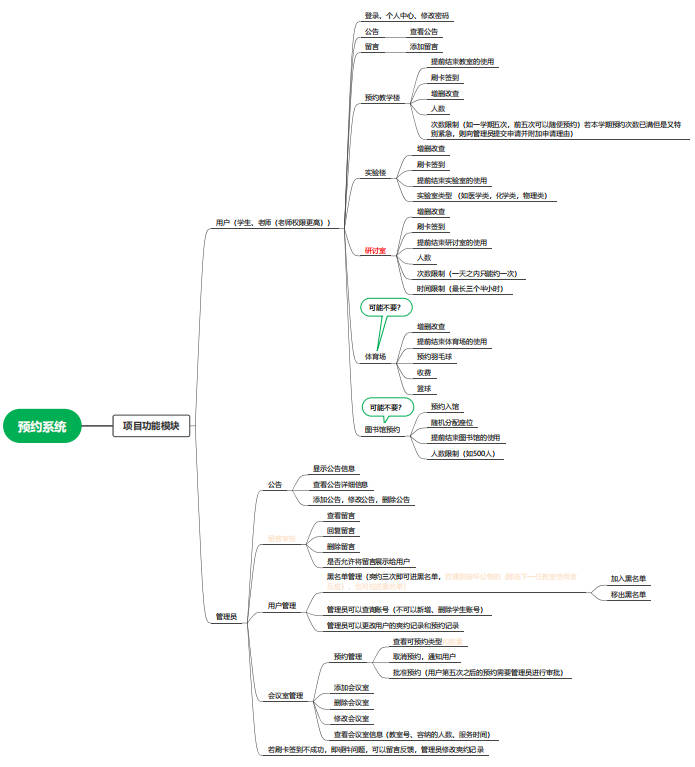 登录，个人中心、修改密码
公告
查看公告
留言
添加留言
提前结束教室的使用
刷卡签到
预约教学楼
增删改查
人数
次数限制（如一学期五次，前五次可以随便预约）若本学期预约次数已满但是又特
别紧急，则向管理员提交申请并附加申请理由）
增删改查
刷卡签到
实验楼
提前结束实验室的使用
实验室类型（如医学类，化学类，物理类）
用户（学生、老师（老师权限更高））
增删改查
刷卡签到
提前结束研讨室的使用
研讨室
人数
次数限制（一天之内只能约一次）
时间限制（最长三个半小时）
可能不要？
增删改查
提前结束体育场的使用
体育场
预约羽毛球
收费
篮球
可能不要？
预约入馆
随机分配座位
图书馆预约
提前结束图书馆的使用
人数限制（如500人）
预约系统
项目功能模块
显示公告信息
公告
查看公告详细信息
添加公告，修改公告，删除公告
查看留言
回复留言
删除留言
是否允许将留言展示给用户
黑名单管理（爽约三次即可进黑名单，
加入黑名单
移出黑名单
用户管理
管理员可以查询账号（不可以新增、删除学生账号）
管理员
管理员可以更改用户的爽约记录和预约记录
查看可预约类型
预约管理
取消预约，通知用户
批准预约（用户第五次之后的预约需要管理员进行审批）
会议室管理
添加会议室
删除会议室
修改会议室
查看会议室信息（教室号、容纳的人数、服务时间）
若刷卡签到不成功，即硬件问题，可以留言反馈，管理员修改爽约记录